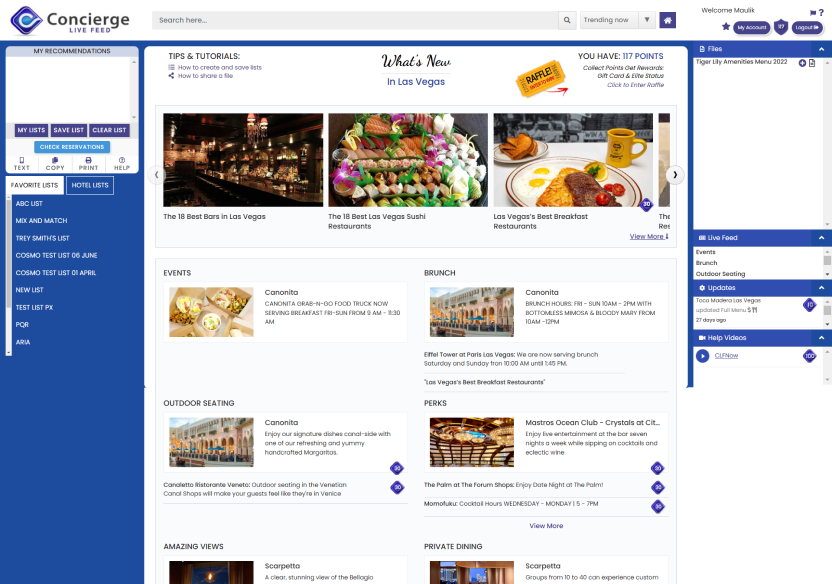 Concierge
LIVE FEED
Search here...
Trending now
Welcome Maulik
?
My Account
117
Logout
MY RECOMMENDATIONS
MY LISTS
SAVE LIST
CLEAR LIST
CHECK RESERVATIONS
TEXT
COPY
PRINT
HELP
FAVORITE LISTS
HOTEL LISTS
ABC LIST
MIX AND MATCH
TREY SMITH'S LIST
COSMO TEST LIST 06 JUNE
COSMO TEST LIST 01 APRIL
NEW LIST
TEST LIST PX
PQR
ARIA
TIPS & TUTORIALS:
How to create and save lists
How to share a file
What's New
In Las Vegas
RAFFLE!
ENTER TO WIN!
YOU HAVE: 117 POINTS
Collect Points Get Rewards:
Gift Card & Elite Status
Click to Enter Raffle
The 18 Best Bars in Las Vegas
The 18 Best Las Vegas Sushi
Restaurants
30
Las Vegas's Best Breakfast
Restaurants
The
Res
View More
EVENTS
Canonita
CANONITA GRAB-N-GO FOOD TRUCK NOW
SERVING BREAKFAST FRI-SUN FROM 9 AM - 11:30
AM
BRUNCH
Canonita
BRUNCH HOURS: FRI - SUN 10AM - 2PM WITH
BOTTOMLESS MIMOSA & BLOODY MARY FROM
10AM -12PM
Eiffel Tower at Paris Las Vegas: We are now serving brunch
Saturday and Sunday fron 10:00 AM until 1:45 PM.
"Las Vegas's Best Breakfast Restaurants"
OUTDOOR SEATING
Canonita
Enjoy our signature dishes canal-side with
one of our refreshing and yummy
handcrafted Margaritas.
30
Canaletto Ristorante Veneto: Outdoor seating in the Venetian
Canal Shops will make your guests feel like they're in Venice
30
PERKS
Mastros Ocean Club - Crystals at Cit...
Enjoy live entertainment at the bar seven
nights a week while sipping on cocktails and
eclectic wine
30
The Palm at The Forum Shops: Enjoy Date Night at The Palm!
30
Momofuku: Cocktail Hours WEDNESDAY - MONDAY | 5 - 7PM
30
View More
AMAZING VIEWS
Scarpetta
A clear, stunning view of the Bellagio
PRIVATE DINING
Scarpetta
Groups from 10 to 40 can experience custom
Files
Tiger Lily Amenities Menu 2022
Live Feed
Events
Brunch
Outdoor Seating
Updates
Toca Madera Las Vegas
updated Full Menu $
27 days ago
10
Help Videos
CLFNow
100